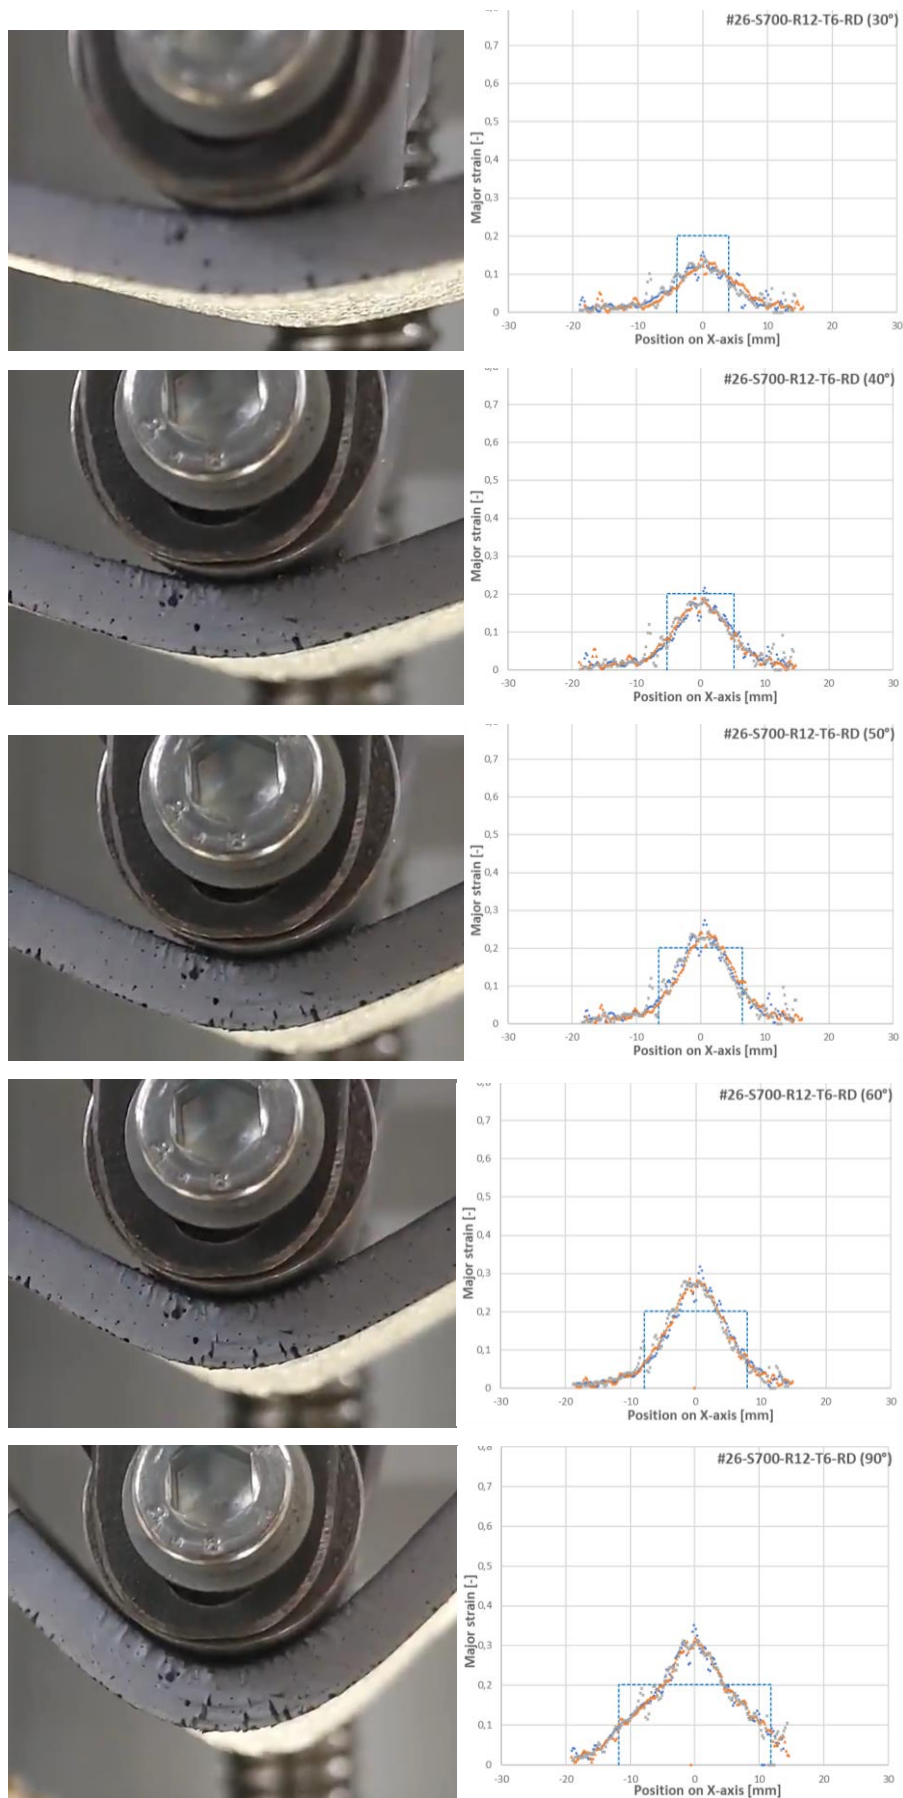 #26-S700-R12-T6-RD (30°)
0,7
0,6
0,5
0,4
0,3
0,2
0,1
0
Major strain [-]
-30 -20 -10 0 10 20 30
Position on X-axis [mm]
#26-S700-R12-T6-RD (40°)
0,7
0,6
0,5
0,4
0,3
0,2
0,1
0
Major strain [-]
-30 -20 -10 0 10 20 30
Position on X-axis [mm]
#26-S700-R12-T6-RD (50°)
0,7
0,6
0,5
0,4
0,3
0,2
0,1
0
Major strain [-]
-30 -20 -10 0 10 20 30
Position on X-axis [mm]
#26-S700-R12-T6-RD (60°)
0,7
0,6
0,5
0,4
0,3
0,2
0,1
0
Major strain [-]
-30 -20 -10 0 10 20 30
Position on X-axis [mm]
0,8
#26-S700-R12-T6-RD (90°)
0,7
0,6
0,5
0,4
0,3
0,2
0,1
0
Major strain [-]
-30 -20 -10 0 10 20 30
Position on X-axis [mm]